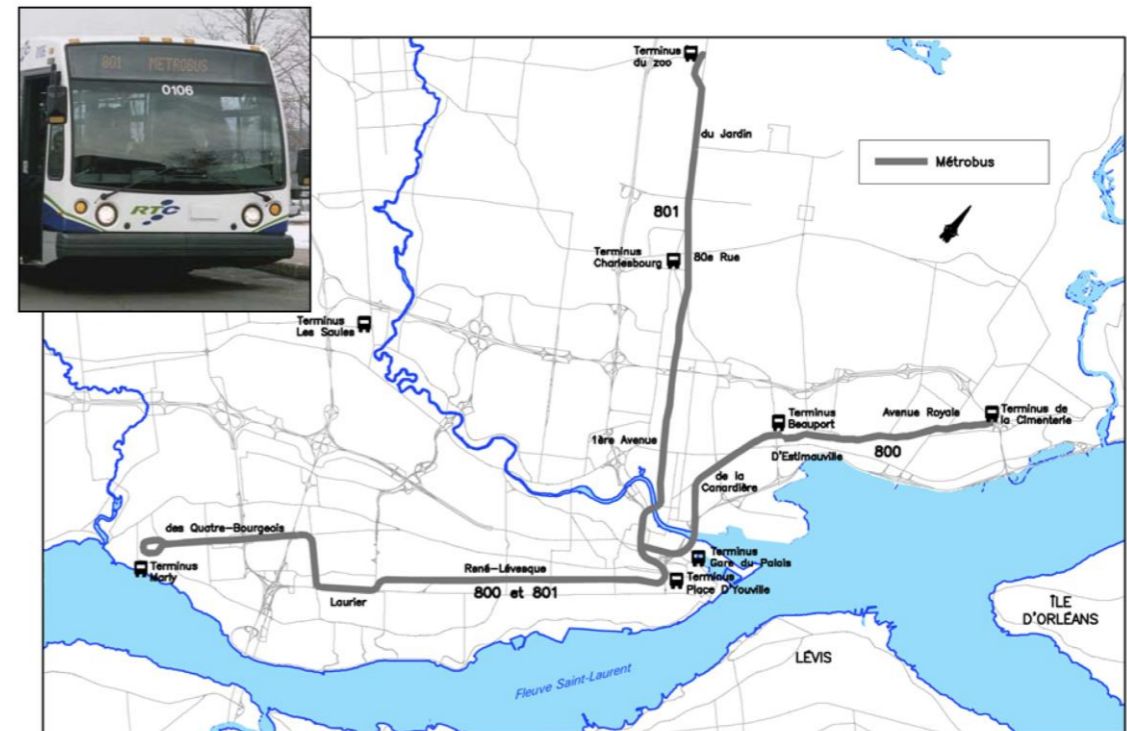 801 METROBUS
0106
RTC
Terminus
du zoo
du Jardin
Métrobus
801
Terminus
Charlesbourg
80e Rue
Terminus
Les Saules
Terminus
Beauport
Avenue Royale
Terminus de
la Cimenterie
1ère Avenue
800
D'Estimauville
de la
Canardière
des Quatre-Bourgeois
Terminus
Gare du Palais
Terminus
Marly
René-Lévesque
Terminus
Place D'Youville
800 et 801
Laurier
ÎLE
D'ORLÉANS
LÉVIS
Fleuve Saint-Laurent